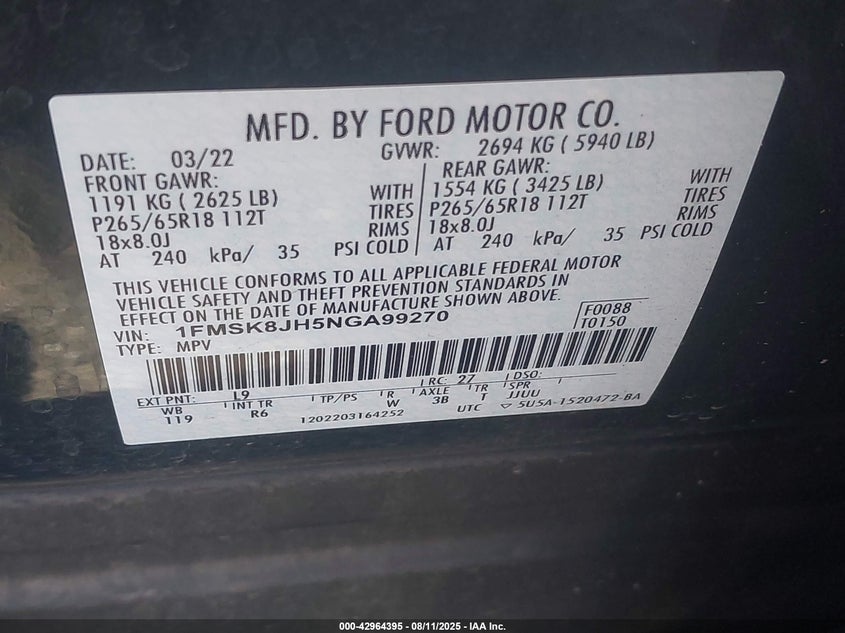 MFD. BY FORD MOTOR CO.
DATE: 03/22 GVWR: 2694 KG ( 5940 LB)
FRONT GAWR: REAR GAWR:
1191 KG ( 2625 LB) WITH 1554 KG ( 3425 LB) WITH
P265/65R18 112T TIRES P265/65R18 112T TIRES
18x8.0J RIMS 18x8.0J RIMS
AT 240 kPa/ 35 PSI COLD AT 240 kPa/ 35 PSI COLD
THIS VEHICLE CONFORMS TO ALL APPLICABLE FEDERAL MOTOR
VEHICLE SAFETY AND THEFT PREVENTION STANDARDS IN
EFFECT ON THE DATE OF MANUFACTURE SHOWN ABOVE.
VIN: 1FMSK8JH5NGA99270 F0088
TYPE: MPV T0150
EXT PNT: L9 RC: 27 DSO:
WB INT TR TP/PS R AXLE TR SPR
119 R6 W 3B T JJUU
1202203164252 UTC ▽ 5U5A-1520472-BA
000-42964395 - 08/11/2025 - IAA Inc.